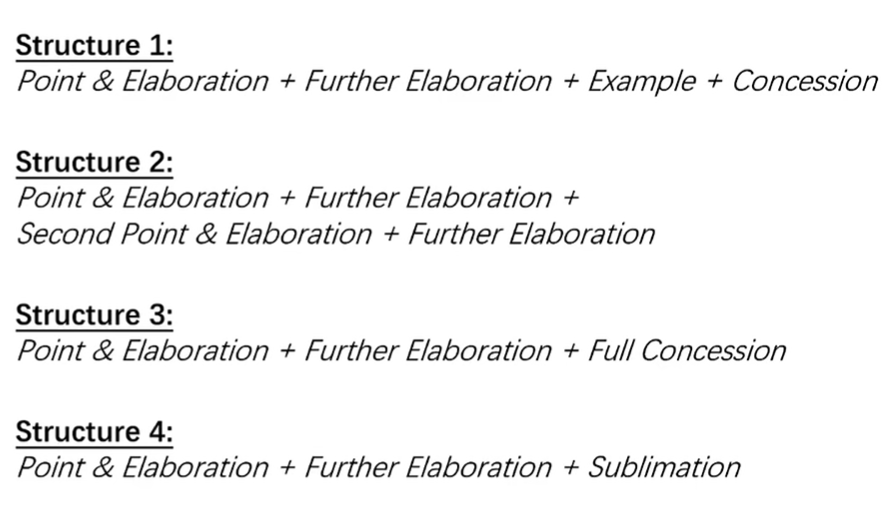 Structure 1:
Point & Elaboration + Further Elaboration + Example + Concession
Structure 2:
Point & Elaboration + Further Elaboration +
Second Point & Elaboration + Further Elaboration
Structure 3:
Point & Elaboration + Further Elaboration + Full Concession
Structure 4:
Point & Elaboration + Further Elaboration + Sublimation